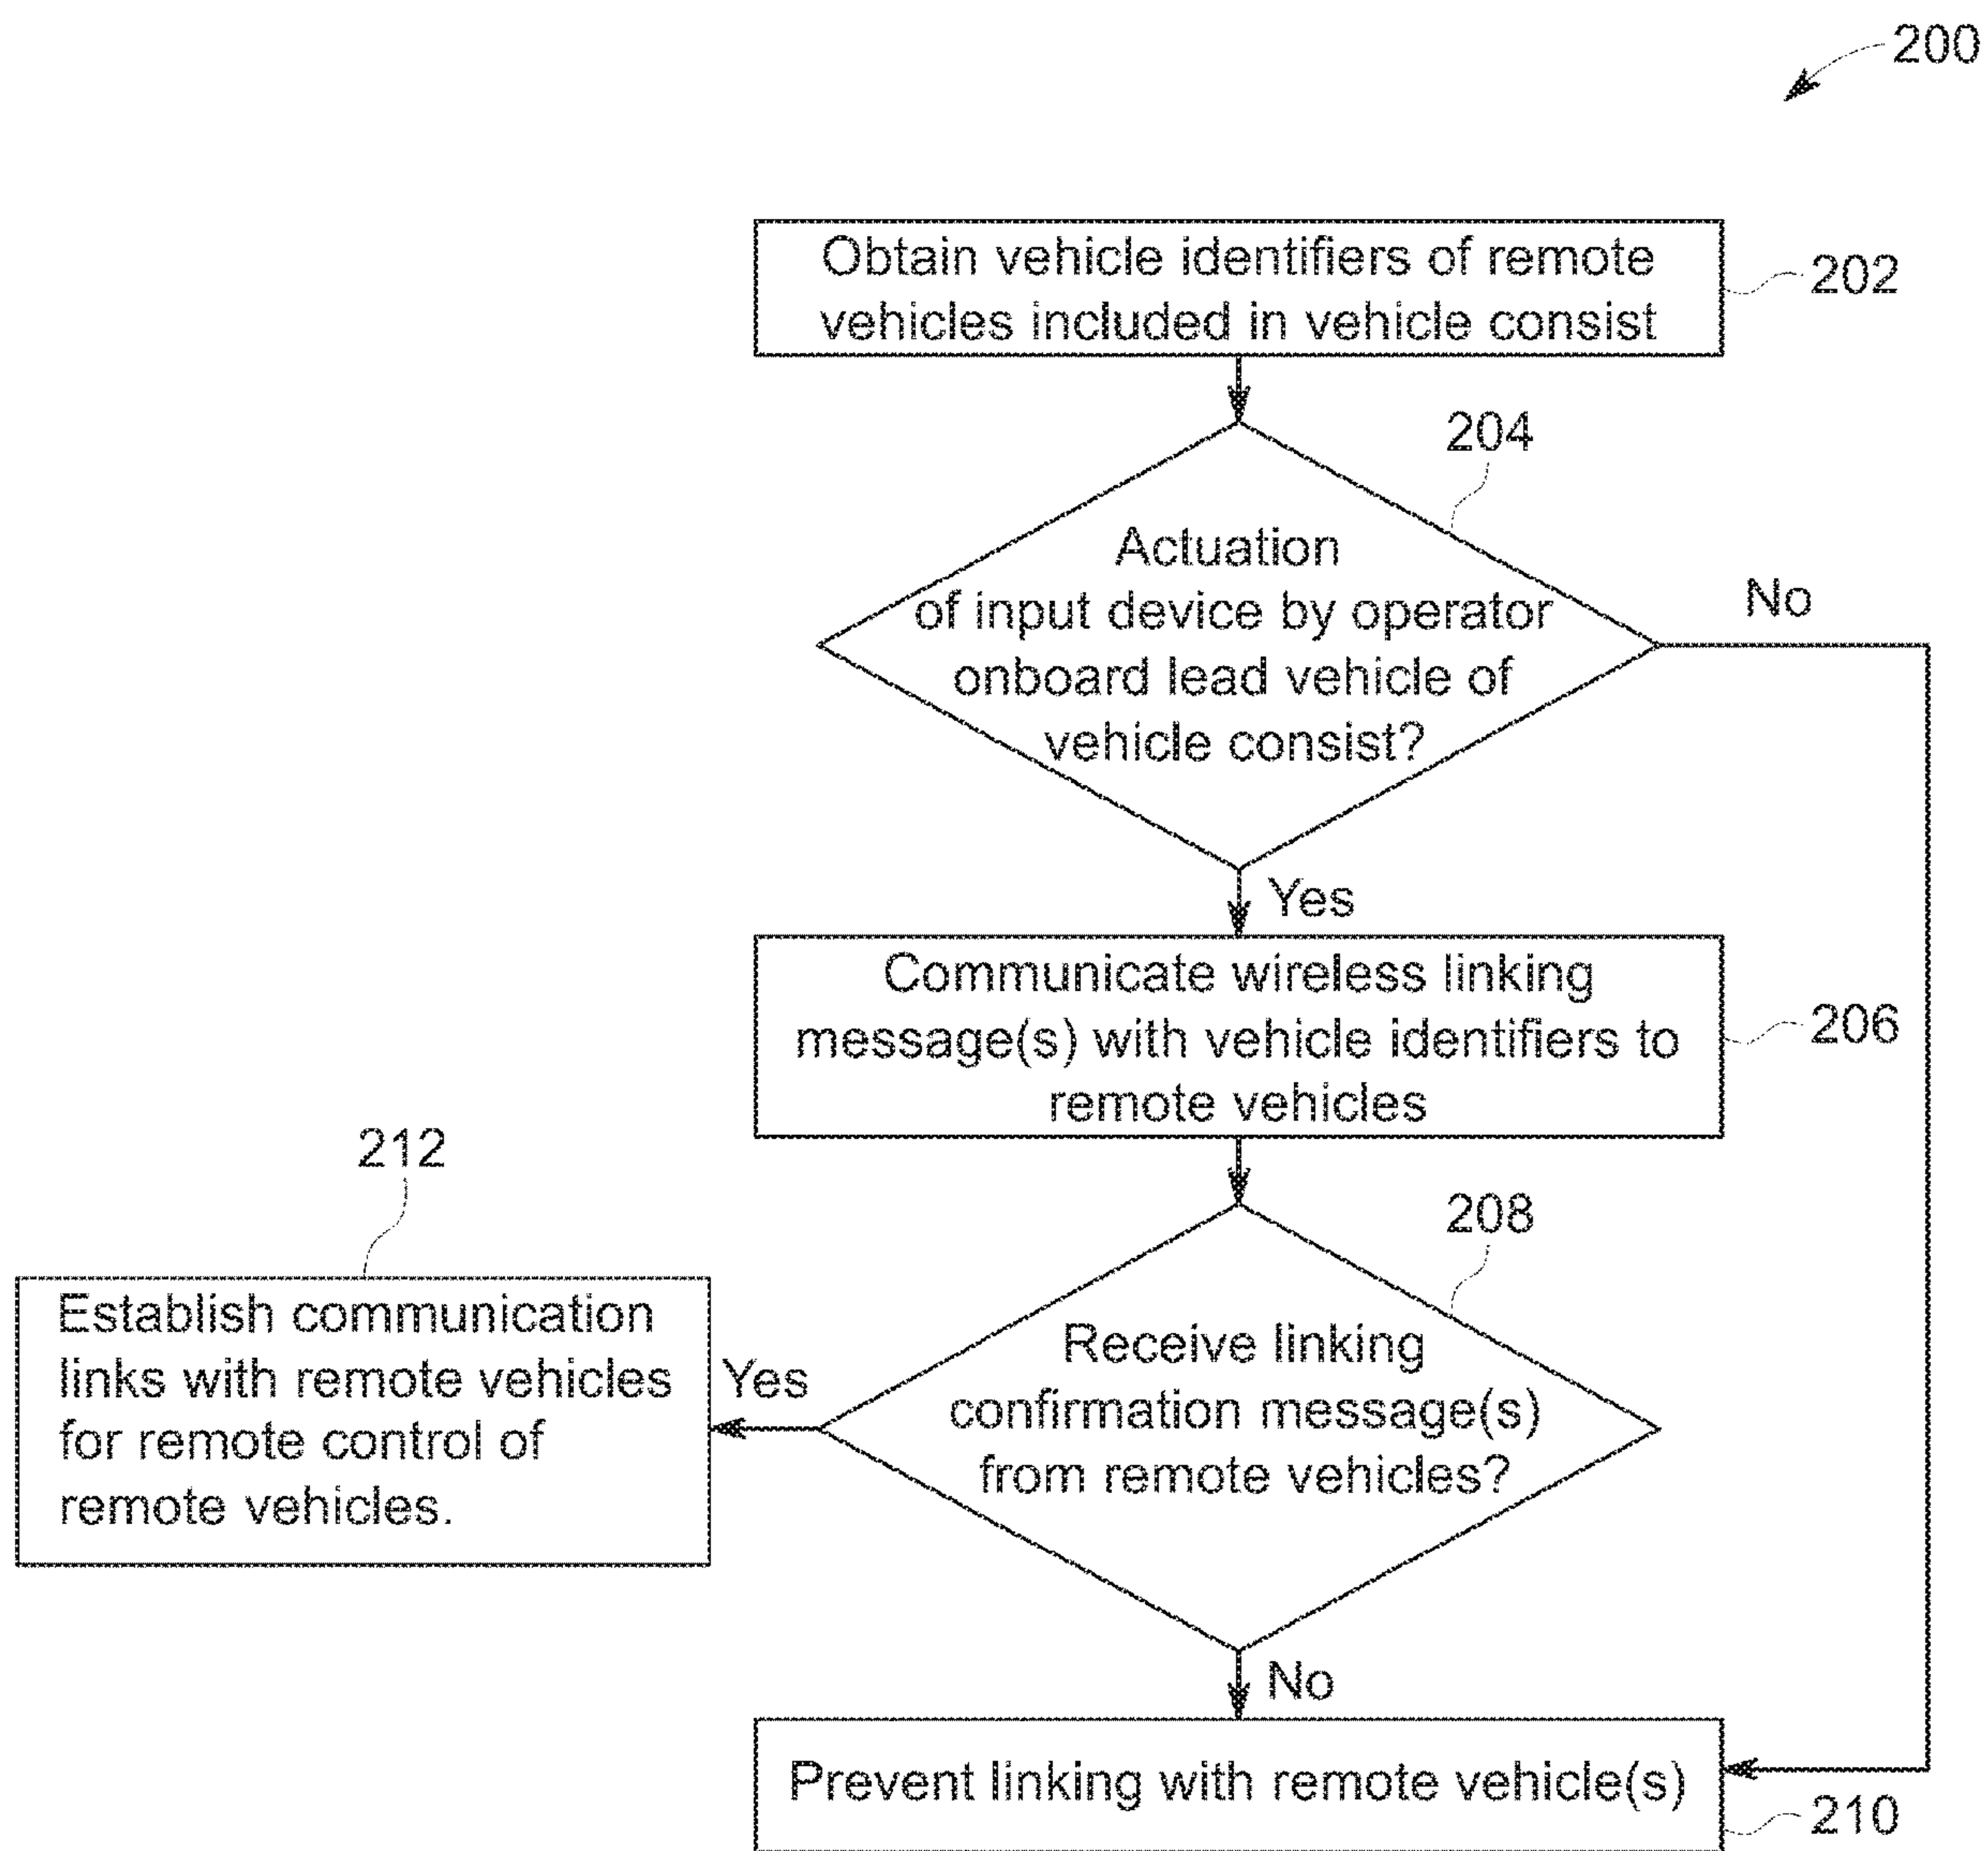 200
Obtain vehicle identifiers of remote
vehicles included in vehicle consist
202
204
Actuation
of input device by operator
onboard lead vehicle of
vehicle consist?
No
Yes
Communicate wireless linking
message(s) with vehicle identifiers to
remote vehicles
206
212
208
Establish communication
links with remote vehicles
for remote control of
remote vehicles.
Yes
Receive linking
confirmation message(s)
from remote vehicles?
No
Prevent linking with remote vehicle(s)
210